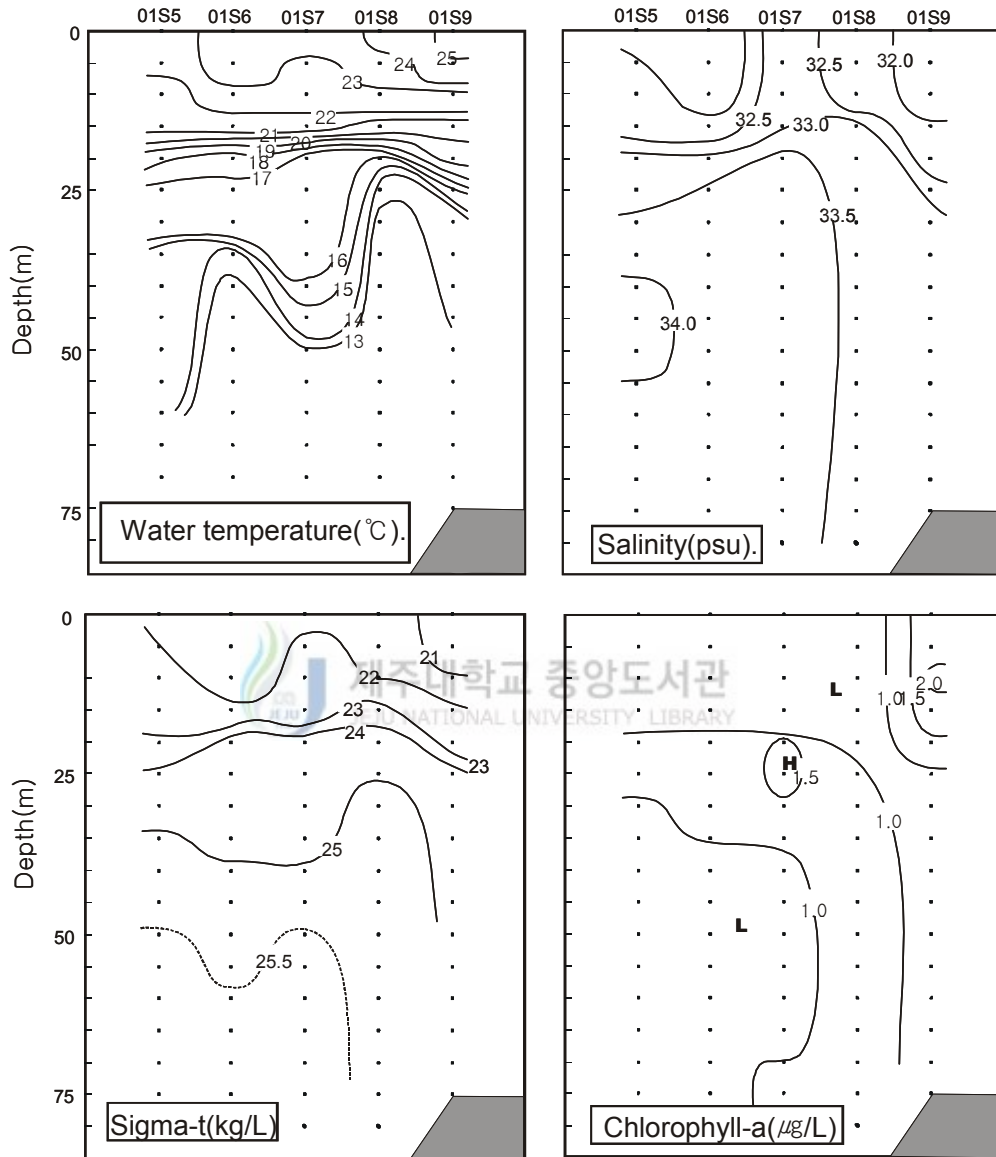 01S5 01S6 01S7 01S8 01S9
0
25
50
75
Depth(m)
25
24
23
22
21
20
19
18
17
16
15
14
13
Water temperature(℃).
01S5 01S6 01S7 01S8 01S9
32.5
32.0
32.5
33.0
33.5
34.0
Salinity(psu).
0
25
50
75
Depth(m)
21
22
23
24
23
25
25.5
Sigma-t(kg/L)
제주대학교 중앙도서관
JEJU NATIONAL UNIVERSITY LIBRARY
JEJU
L
2.0
1.0
1.5
H
1.5
1.0
1.0
L
Chlorophyll-a(㎍/L)